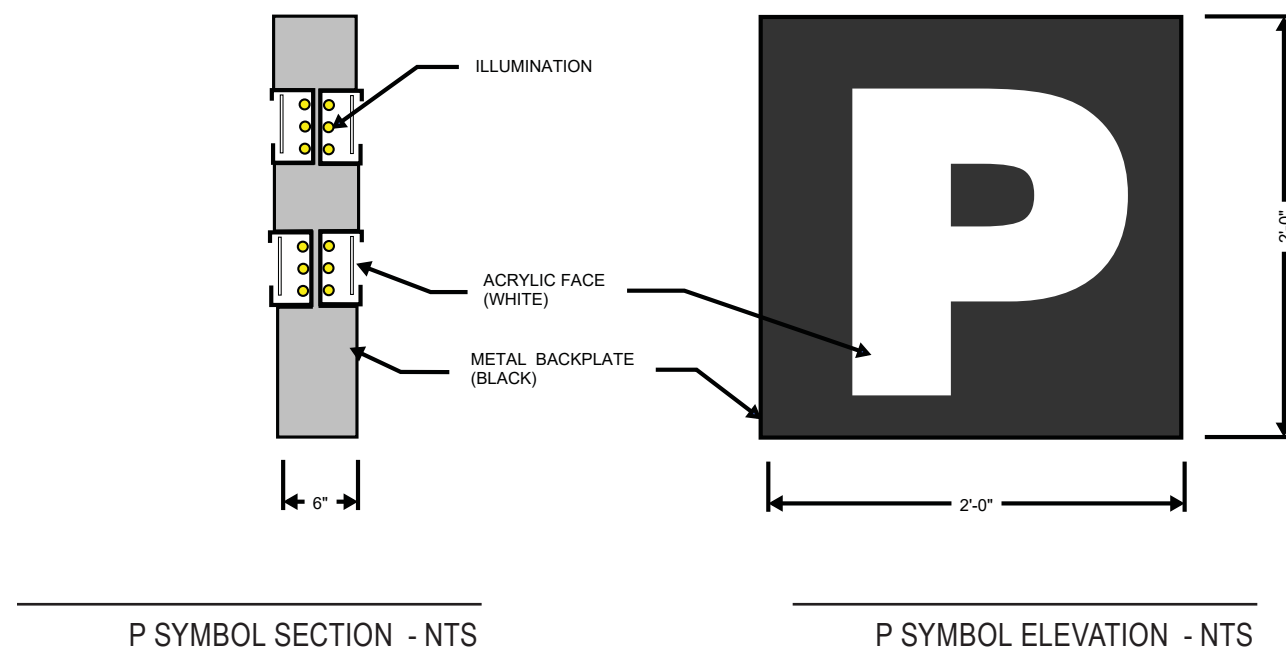 ILLUMINATION
ACRYLIC FACE
(WHITE)
METAL BACKPLATE
(BLACK)
6"
P
2'-0"
2'-0"
P SYMBOL SECTION - NTS
P SYMBOL ELEVATION - NTS